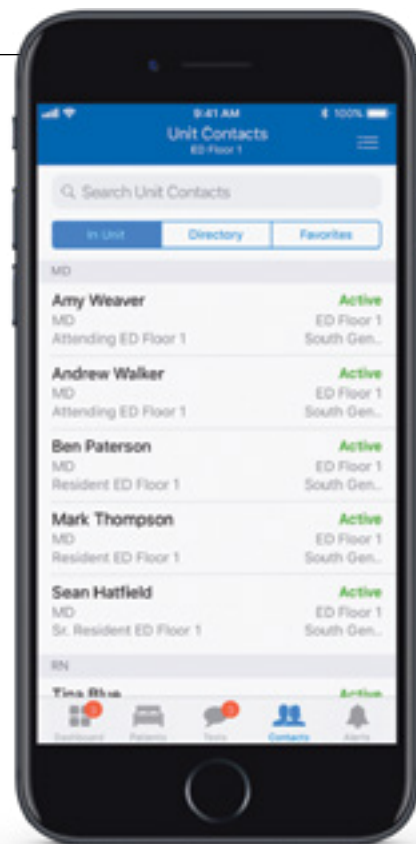 9:41 AM
100%
Unit Contacts
ED Floor 1
Search Unit Contacts
In Unit Directory Favorites
MD
Amy Weaver Active
MD ED Floor 1
Attending ED Floor 1 South Gen..
Andrew Walker Active
MD ED Floor 1
Attending ED Floor 1 South Gen..
Ben Paterson Active
MD ED Floor 1
Resident ED Floor 1 South Gen..
Mark Thompson Active
MD ED Floor 1
Resident ED Floor 1 South Gen..
Sean Hatfield Active
MD ED Floor 1
Sr. Resident ED Floor 1 South Gen..
RN
Tina Blue Active
Dashboard Patients Texts Contacts Alerts